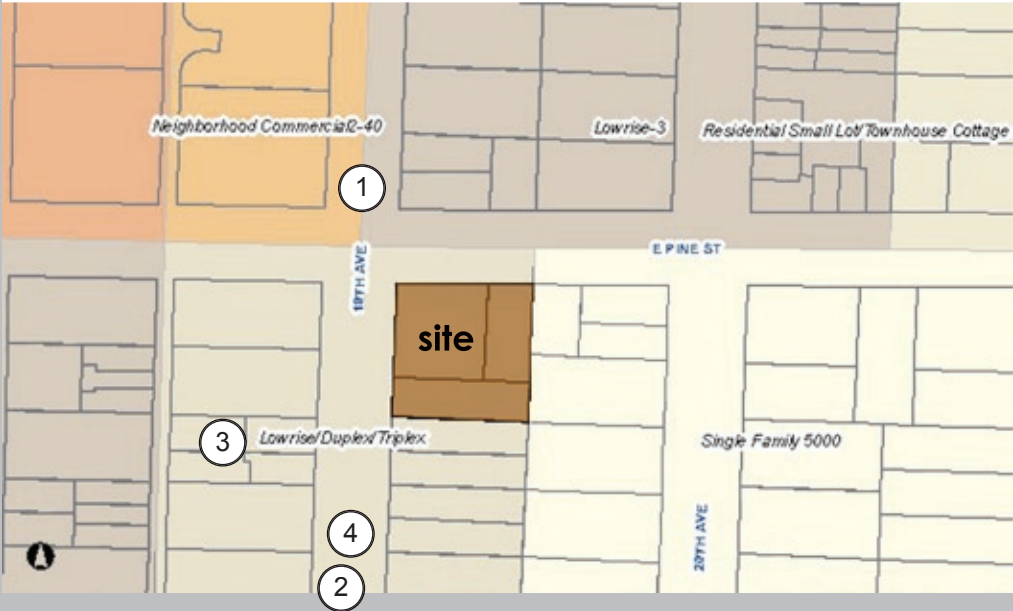 Neighborhood Commercial2-40
Lowrise-3
Residential Small Lot/Townhouse Cottage
1
19TH AVE
E PINE ST
site
3
Lowrise/Duplex/Triplex
Single Family 5000
4
20TH AVE
2